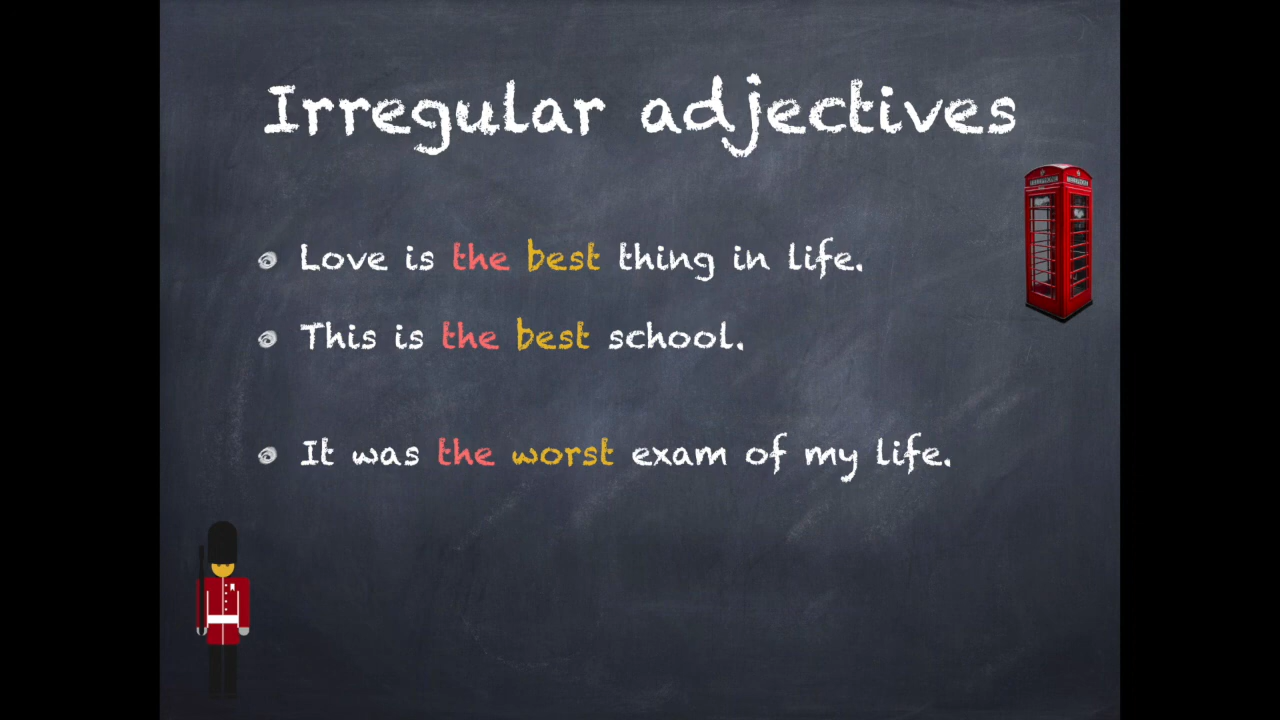 Irregular adjectives
Love is the best thing in life.
This is the best school.
It was the worst exam of my life.